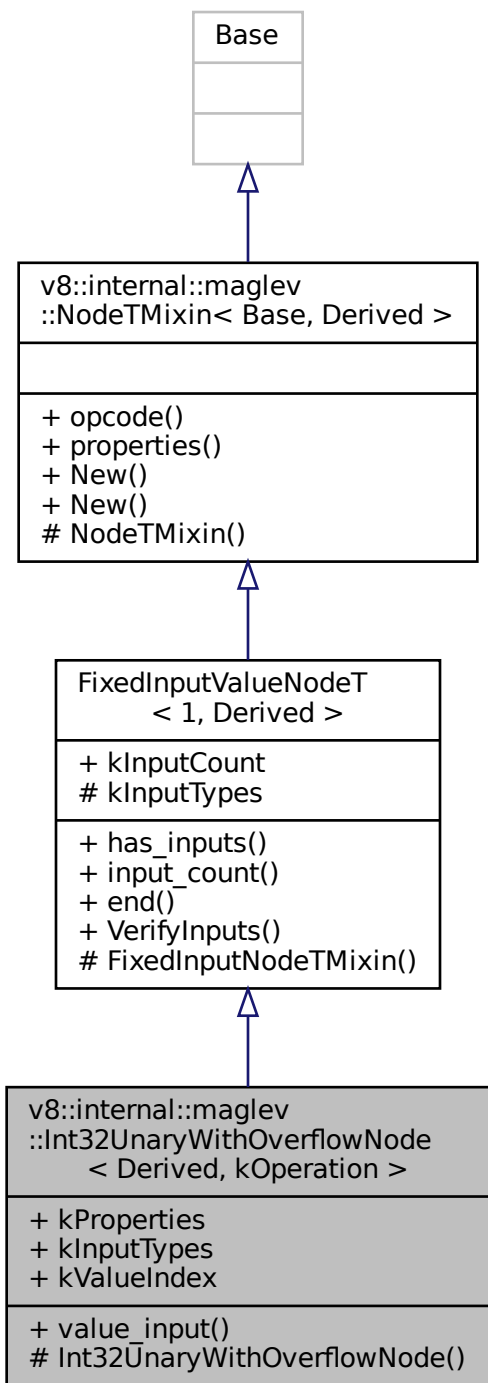 Base
v8::internal::maglev
::NodeTMixin< Base, Derived >
+ opcode()
+ properties()
+ New()
+ New()
# NodeTMixin()
FixedInputValueNodeT
< 1, Derived >
+ kInputCount
# kInputTypes
+ has_inputs()
+ input_count()
+ end()
+ VerifyInputs()
# FixedInputNodeTMixin()
v8::internal::maglev
::Int32UnaryWithOverflowNode
< Derived, kOperation >
+ kProperties
+ kInputTypes
+ kValueIndex
+ value_input()
# Int32UnaryWithOverflowNode()